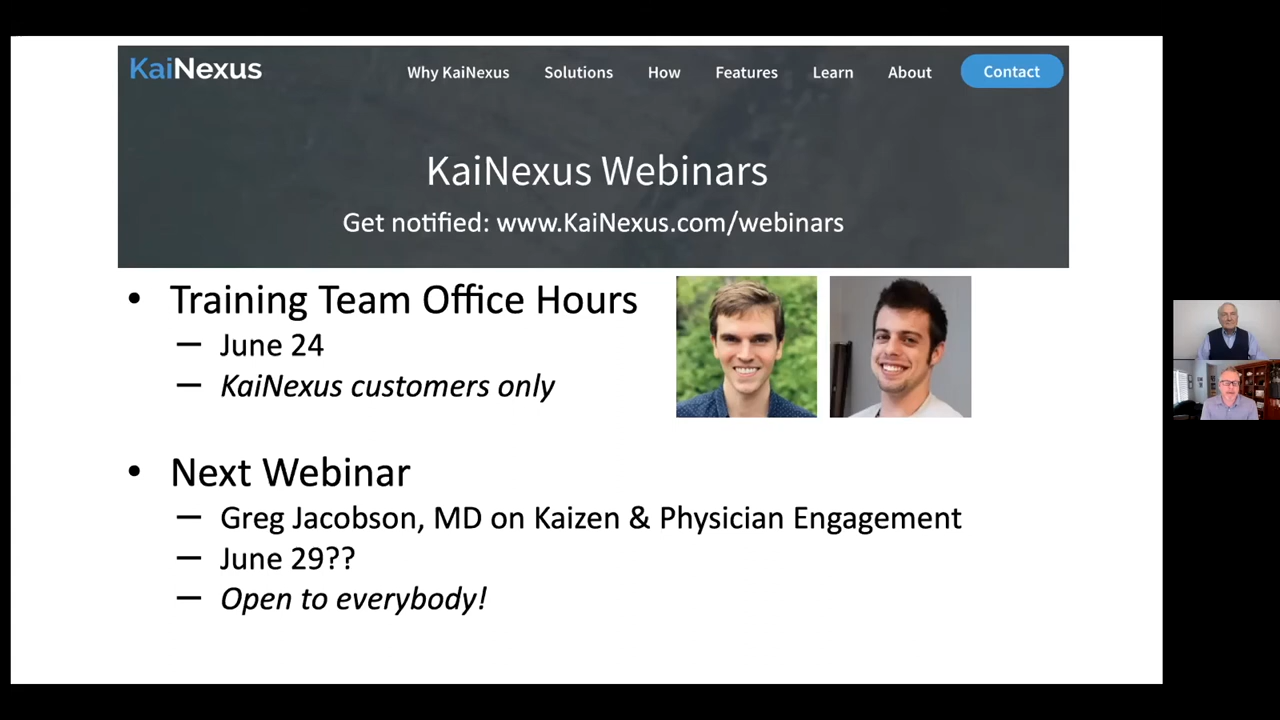 KaiNexus
Why KaiNexus Solutions How Features Learn About Contact
KaiNexus Webinars
Get notified: www.KaiNexus.com/webinars
• Training Team Office Hours
— June 24
— KaiNexus customers only
• Next Webinar
— Greg Jacobson, MD on Kaizen & Physician Engagement
— June 29??
— Open to everybody!